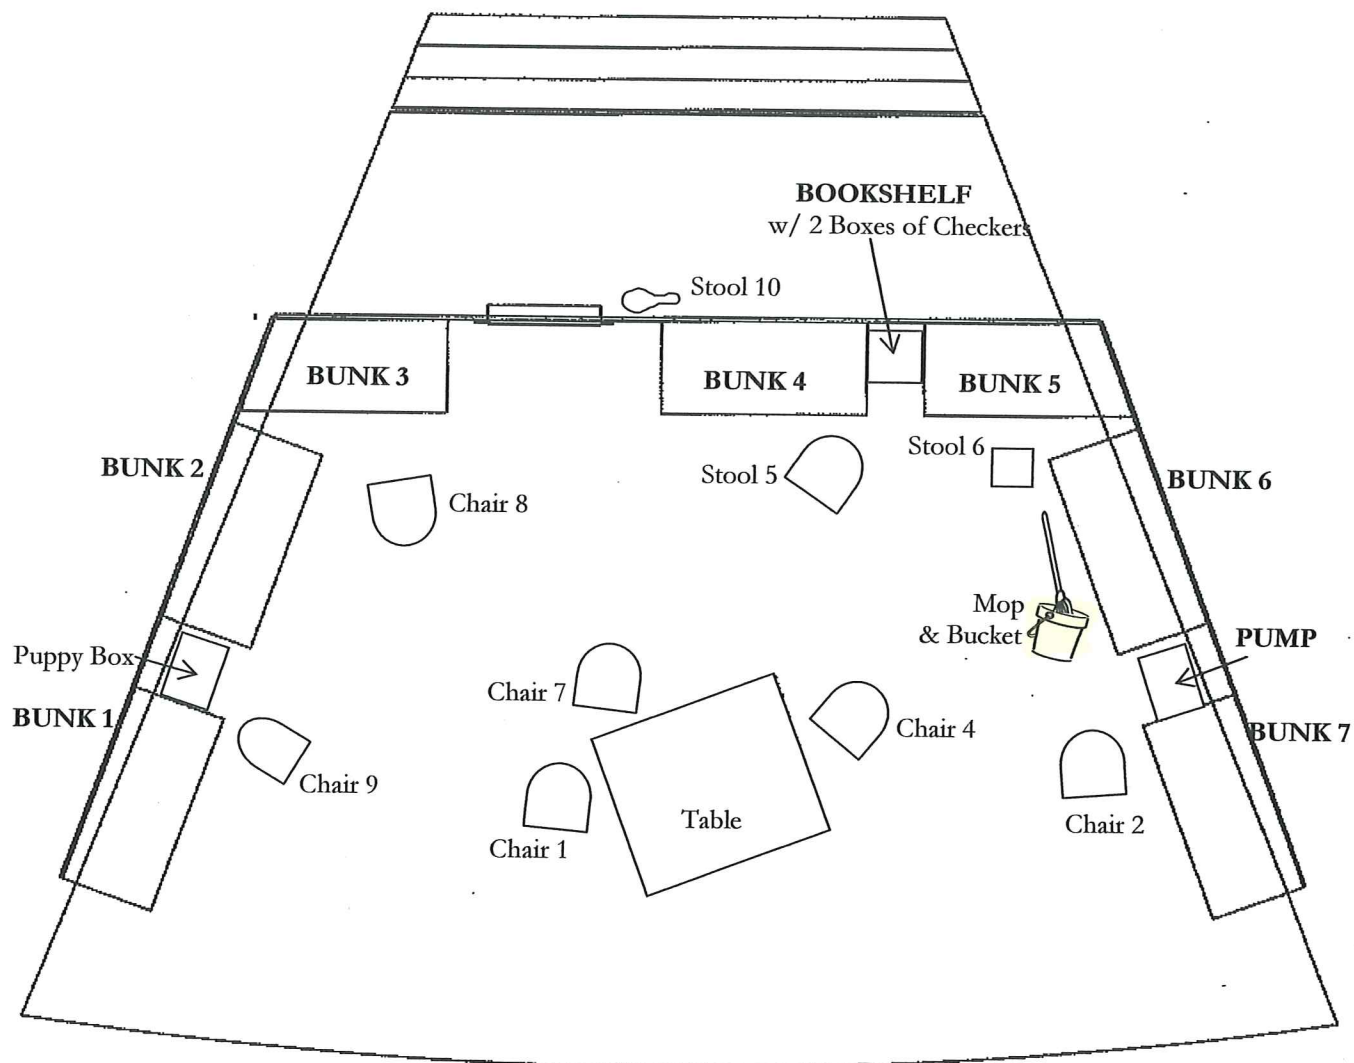 BOOKSHELF
w/ 2 Boxes of Checkers
Stool 10
BUNK 3
BUNK 4
BUNK 5
BUNK 2
Stool 5
Stool 6
BUNK 6
Chair 8
Mop
& Bucket
PUMP
Puppy Box
Chair 7
BUNK 1
Chair 4
BUNK 7
Chair 9
Table
Chair 2
Chair 1